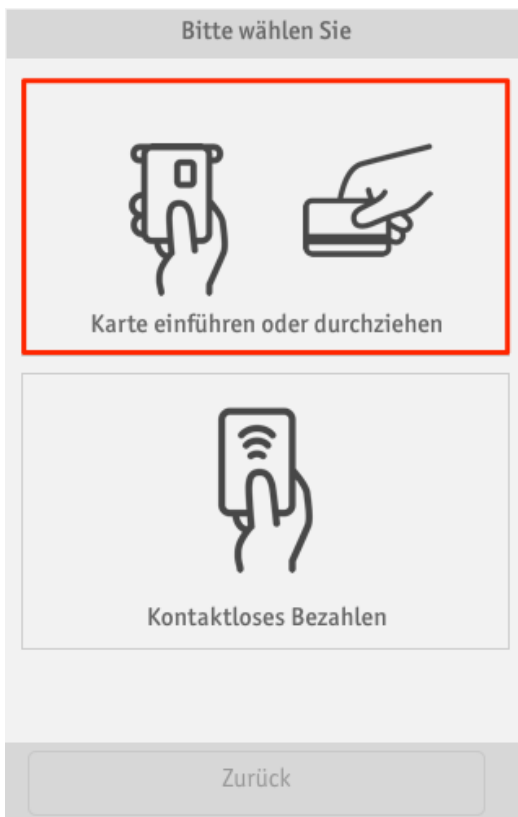 Bitte wählen Sie
Karte einführen oder durchziehen
Kontaktloses Bezahlen
Zurück